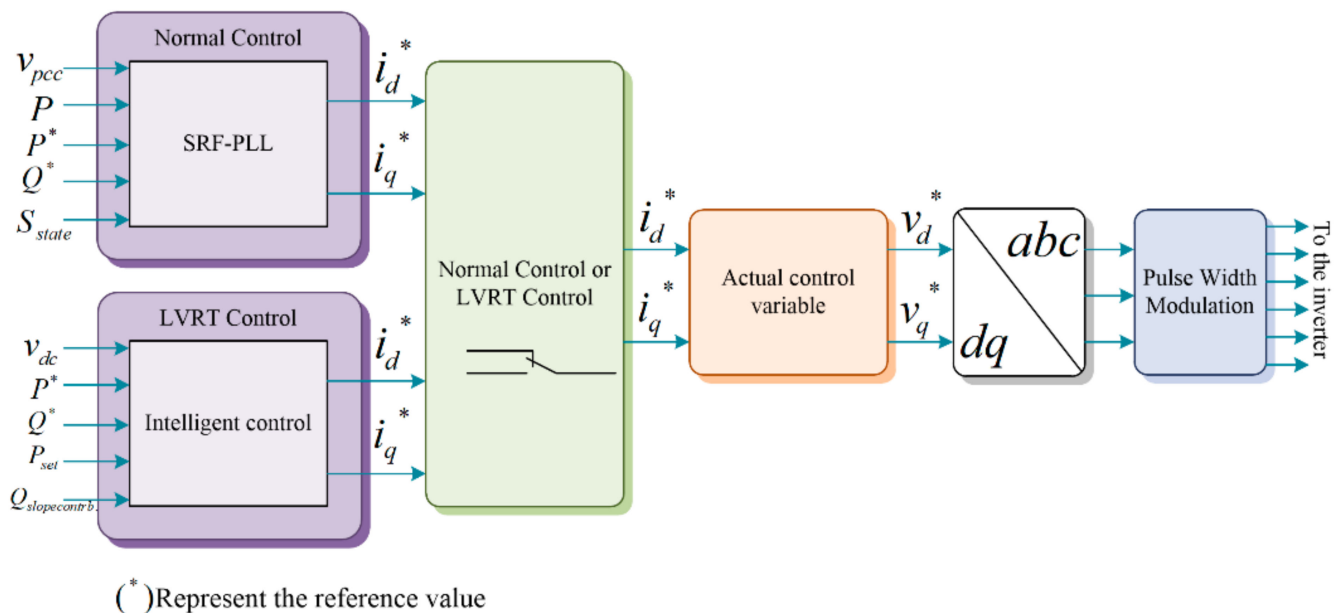 Normal Control
v_pcc
P
P*
Q*
S_state
SRF-PLL
i_d*
i_q*
LVRT Control
v_dc
P*
Q*
P_set
Q_slopecontrb.
Intelligent control
i_d*
i_q*
Normal Control or
LVRT Control
i_d*
i_q*
Actual control
variable
v_d*
v_q*
abc
dq
Pulse Width
Modulation
To the inverter
(*)Represent the reference value